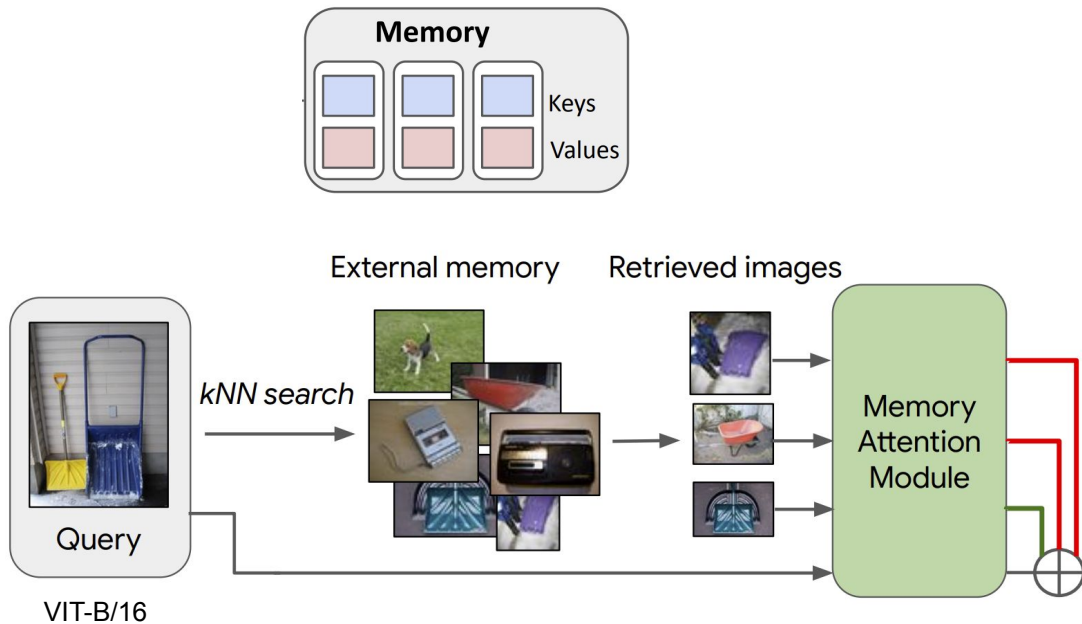 Memory
Keys
Values
External memory
Retrieved images
kNN search
Memory
Attention
Module
Query
VIT-B/16